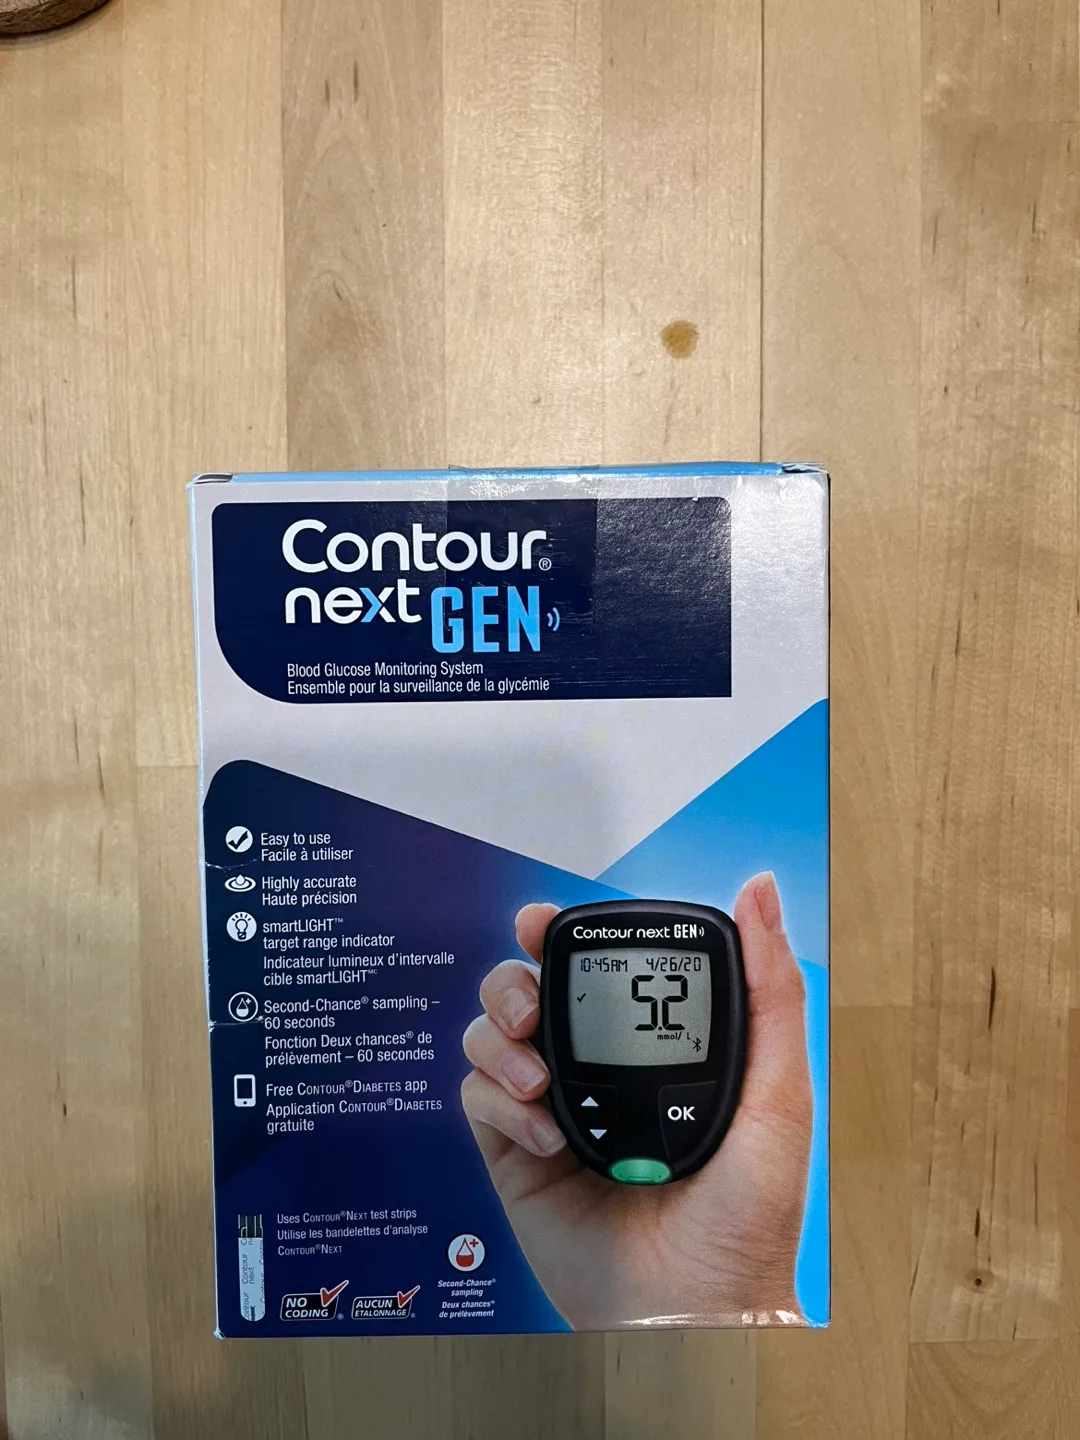 Contour®
next GEN
Blood Glucose Monitoring System
Ensemble pour la surveillance de la glycémie
Easy to use
Facile à utiliser
Highly accurate
Haute précision
smartLIGHT™
target range indicator
Indicateur lumineux d'intervalle
cible smartLIGHT MC
Second-Chance® sampling –
60 seconds
Fonction Deux chances® de
prélèvement – 60 secondes
Free CONTOUR®DIABETES app
Application CONTOUR®DIABETES
gratuite
Contour next GEN
10:45AM 4/26/20
5.2
mmol/L
OK
Uses CONTOUR®NEXT test strips
Utilise les bandelettes d'analyse
CONTOUR®NEXT
Contour
next
NO
CODING®
AUCUN
ÉTALONNAGE®
Second-Chance®
sampling
Deux chances®
de prélèvement